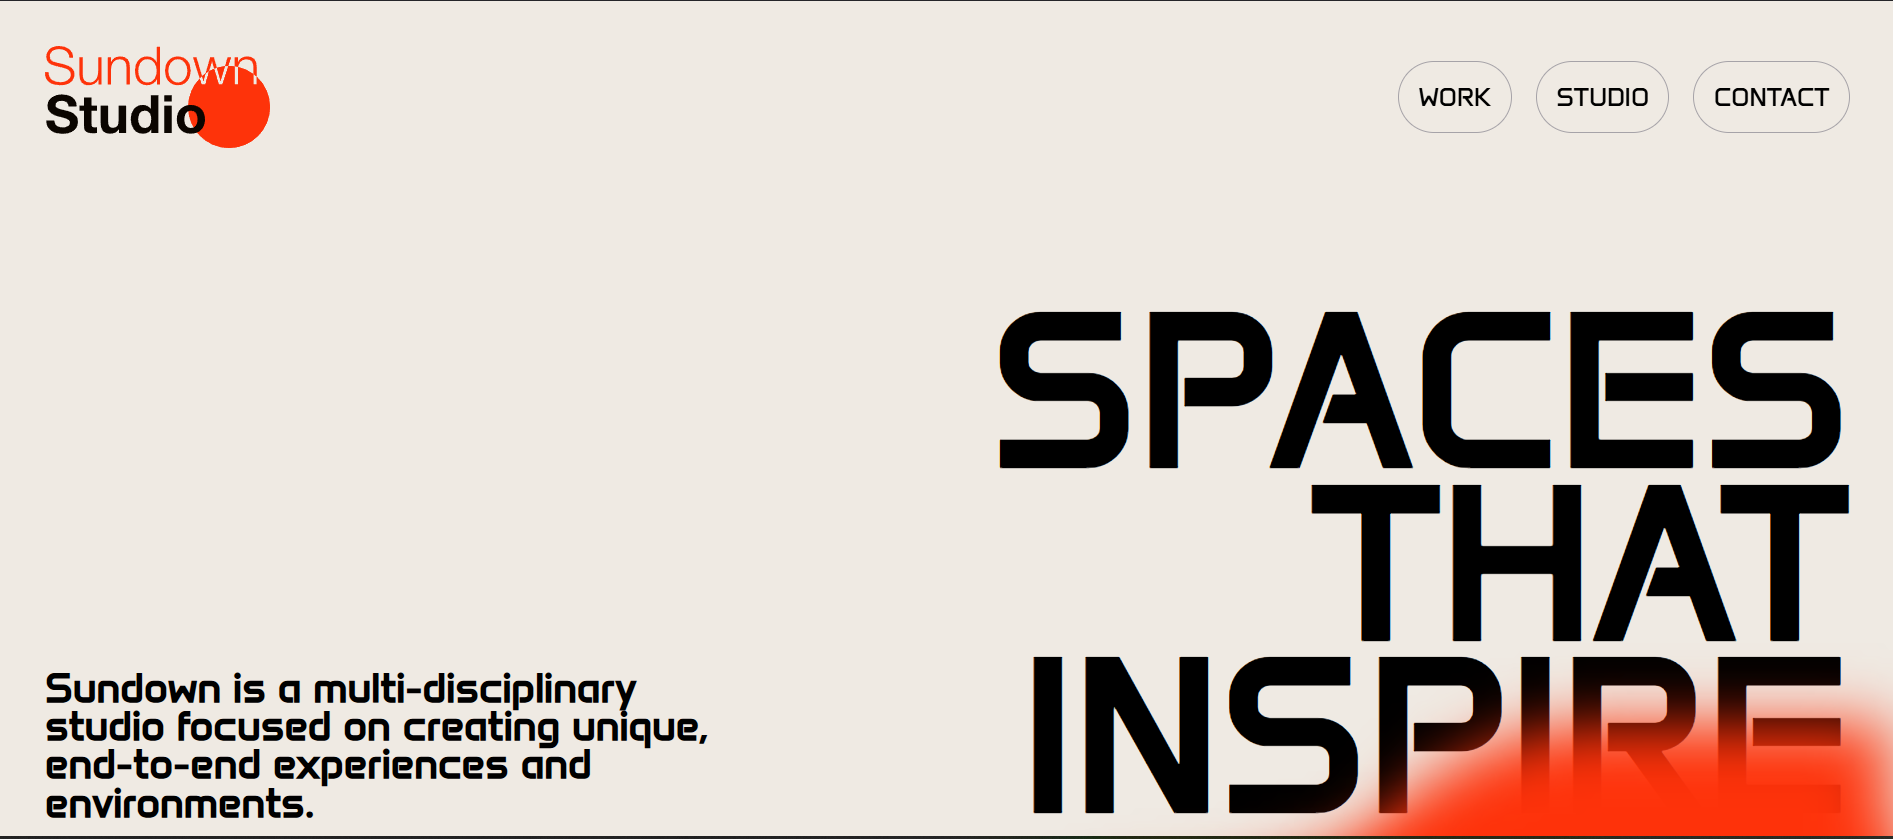 Sundown
Studio
WORK
STUDIO
CONTACT
SPACES
THAT
INSPIRE
Sundown is a multi-disciplinary
studio focused on creating unique,
end-to-end experiences and
environments.